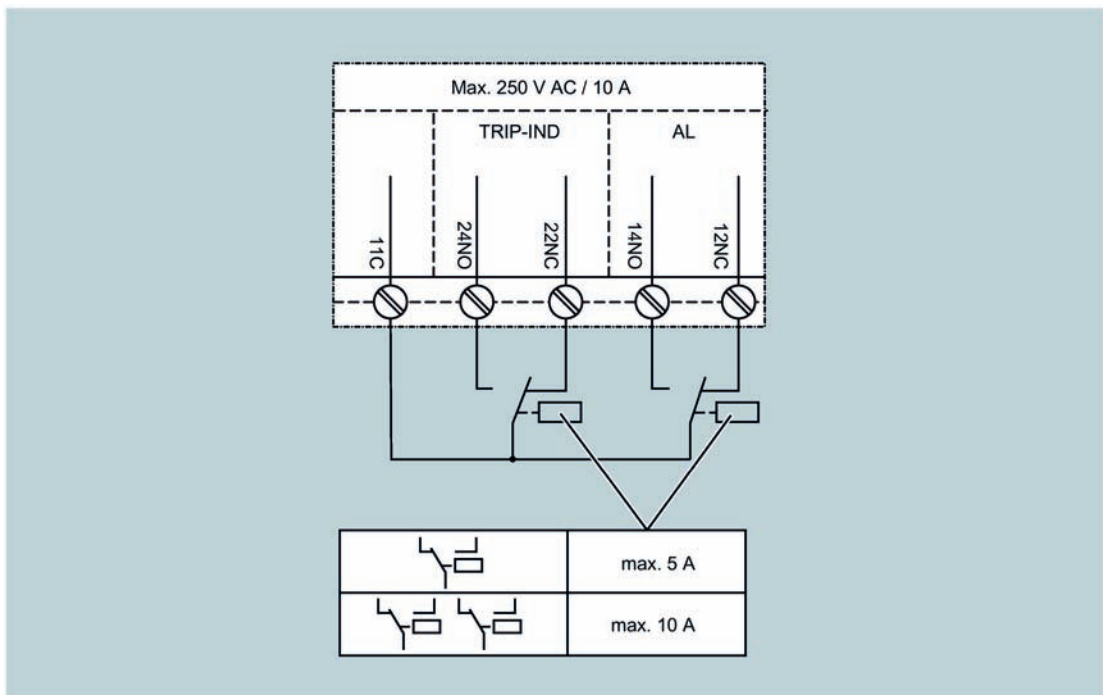 Max. 250 V AC / 10 A
TRIP-IND
AL
11C
24NO
22NC
14NO
12NC
max. 5 A
max. 10 A